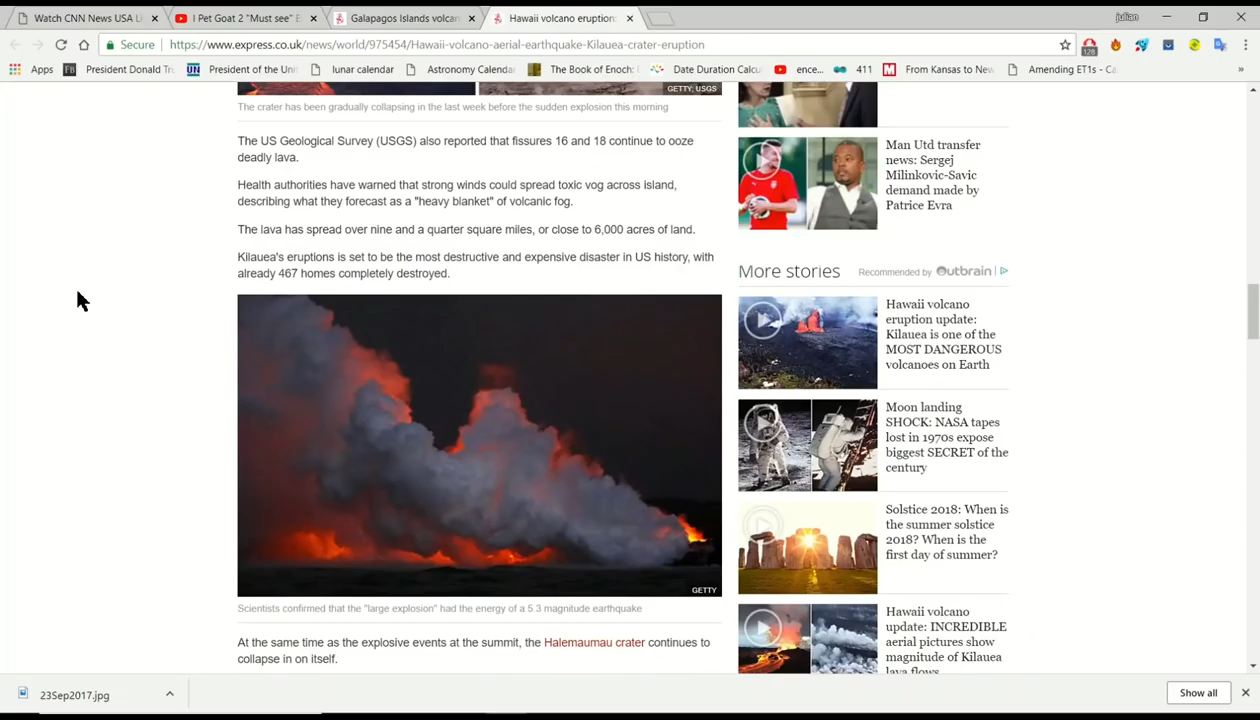 Watch CNN News USA Li
I Pet Goat 2 "Must see" E
Galapagos Islands volcan
Hawaii volcano eruption:
julian
Secure
https://www.express.co.uk/news/world/975454/Hawaii-volcano-aerial-earthquake-Kilauea-crater-eruption
128
Apps
FB
President Donald Tr
UN
President of the Uni
lunar calendar
Astronomy Calenda
The Book of Enoch:
Date Duration Calcu
ence...
411
M
From Kansas to New
Amending ET1s - Ca
GETTY, USGS
The crater has been gradually collapsing in the last week before the sudden explosion this morning
The US Geological Survey (USGS) also reported that fissures 16 and 18 continue to ooze
deadly lava.
Health authorities have warned that strong winds could spread toxic vog across island,
describing what they forecast as a "heavy blanket" of volcanic fog.
The lava has spread over nine and a quarter square miles, or close to 6,000 acres of land.
Kilauea's eruptions is set to be the most destructive and expensive disaster in US history, with
already 467 homes completely destroyed.
GETTY
Scientists confirmed that the "large explosion" had the energy of a 5.3 magnitude earthquake
At the same time as the explosive events at the summit, the Halemaumau crater continues to
collapse in on itself.
Man Utd transfer
news: Sergej
Milinkovic-Savic
demand made by
Patrice Evra
More stories
Recommended by Outbrain
Hawaii volcano
eruption update:
Kilauea is one of the
MOST DANGEROUS
volcanoes on Earth
Moon landing
SHOCK: NASA tapes
lost in 1970s expose
biggest SECRET of the
century
Solstice 2018: When is
the summer solstice
2018? When is the
first day of summer?
Hawaii volcano
update: INCREDIBLE
aerial pictures show
magnitude of Kilauea
lava flows
23Sep2017.jpg
Show all